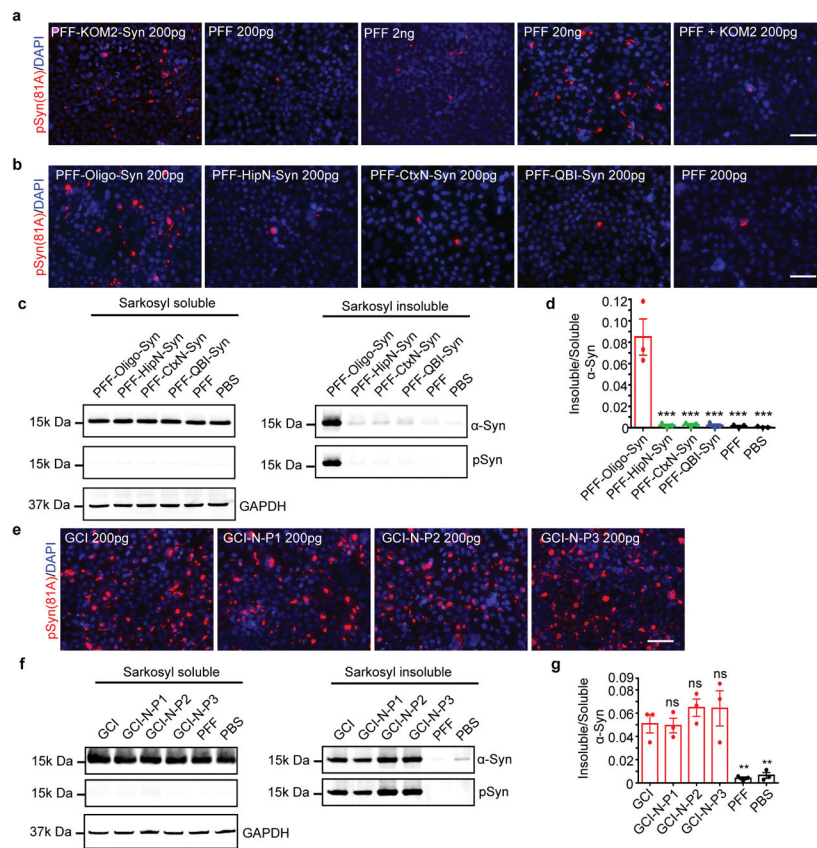 a
PFF-KOM2-Syn 200pg
PFF 200pg
PFF 2ng
PFF 20ng
PFF + KOM2 200pg
pSyn(81A)/DAPI
b
PFF-Oligo-Syn 200pg
PFF-HipN-Syn 200pg
PFF-CtxN-Syn 200pg
PFF-QBI-Syn 200pg
PFF 200pg
pSyn(81A)/DAPI
c
Sarkosyl soluble
PFF-Oligo-Syn
PFF-HipN-Syn
PFF-CtxN-Syn
PFF-QBI-Syn
PFF
PBS
15k Da
15k Da
37k Da
GAPDH
Sarkosyl insoluble
PFF-Oligo-Syn
PFF-HipN-Syn
PFF-CtxN-Syn
PFF-QBI-Syn
PFF
PBS
15k Da
α-Syn
15k Da
pSyn
d
Insoluble/Soluble
α-Syn
0.12
0.10
0.08
0.06
0.04
0.02
0
*** *** *** *** ***
PFF-Oligo-Syn
PFF-HipN-Syn
PFF-CtxN-Syn
PFF-QBI-Syn
PFF
PBS
e
GCI 200pg
GCI-N-P1 200pg
GCI-N-P2 200pg
GCI-N-P3 200pg
pSyn(81A)/DAPI
f
Sarkosyl soluble
GCI
GCI-N-P1
GCI-N-P2
GCI-N-P3
PFF
PBS
15k Da
15k Da
37k Da
GAPDH
Sarkosyl insoluble
GCI
GCI-N-P1
GCI-N-P2
GCI-N-P3
PFF
PBS
15k Da
α-Syn
15k Da
pSyn
g
Insoluble/Soluble
α-Syn
0.09
0.08
0.06
0.04
0.02
0
ns ns ns ** **
GCI
GCI-N-P1
GCI-N-P2
GCI-N-P3
PFF
PBS